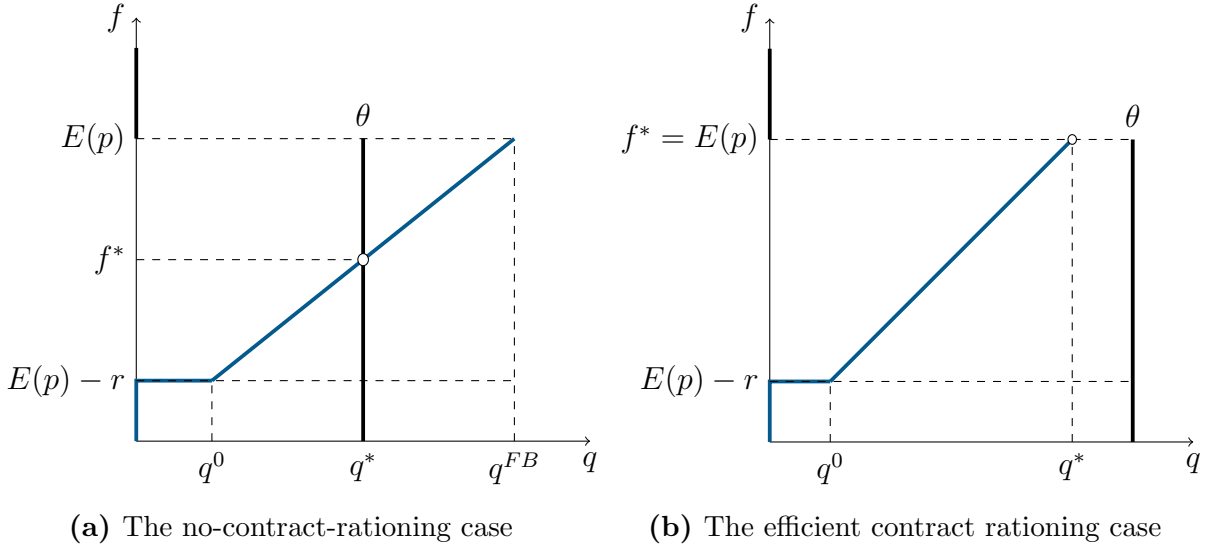 f
E(p)
θ
f*
E(p) − r
q⁰
q*
q^{FB}
q
(a) The no-contract-rationing case
f
f* = E(p)
θ
E(p) − r
q⁰
q*
q
(b) The efficient contract rationing case